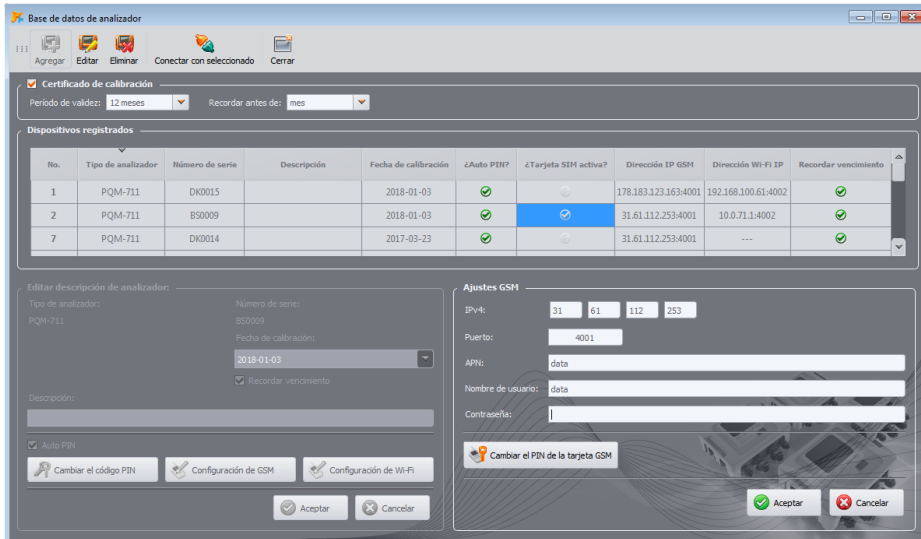 Base de datos de analizador
Agregar Editar Eliminar Conectar con seleccionado Cerrar
Certificado de calibración
Período de validez: 12 meses Recordar antes de: mes
Dispositivos registrados
No. Tipo de analizador Número de serie Descripción Fecha de calibración ¿Auto PIN? ¿Tarjeta SIM activa? Dirección IP GSM Dirección Wi-Fi IP Recordar vencimiento
1 PQM-711 DK0015 2018-01-03 178.183.123.163:4001 192.168.100.61:4002
2 PQM-711 BS0009 2018-01-03 31.61.112.253:4001 10.0.71.1:4002
7 PQM-711 DK0014 2017-03-23 31.61.112.253:4001 ---
Editar descripción de analizador:
Tipo de analizador: Número de serie:
PQM-711 BS0009
Fecha de calibración:
2018-01-03
Recordar vencimiento
Descripción:
Auto PIN
Cambiar el código PIN Configuración de GSM Configuración de Wi-Fi
Aceptar Cancelar
Ajustes GSM
IPv4: 31 61 112 253
Puerto: 4001
APN: data
Nombre de usuario: data
Contraseña:
Cambiar el PIN de la tarjeta GSM
Aceptar Cancelar